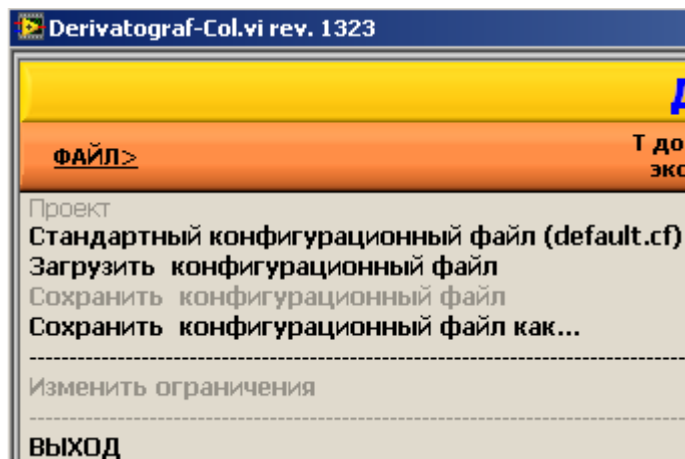 Derivatograf-Col.vi rev. 1323
ФАЙЛ>
Т до
Проект
Стандартный конфигурационный файл (default.cf)
Загрузить конфигурационный файл
Сохранить конфигурационный файл
Сохранить конфигурационный файл как...
Изменить ограничения
ВЫХОД